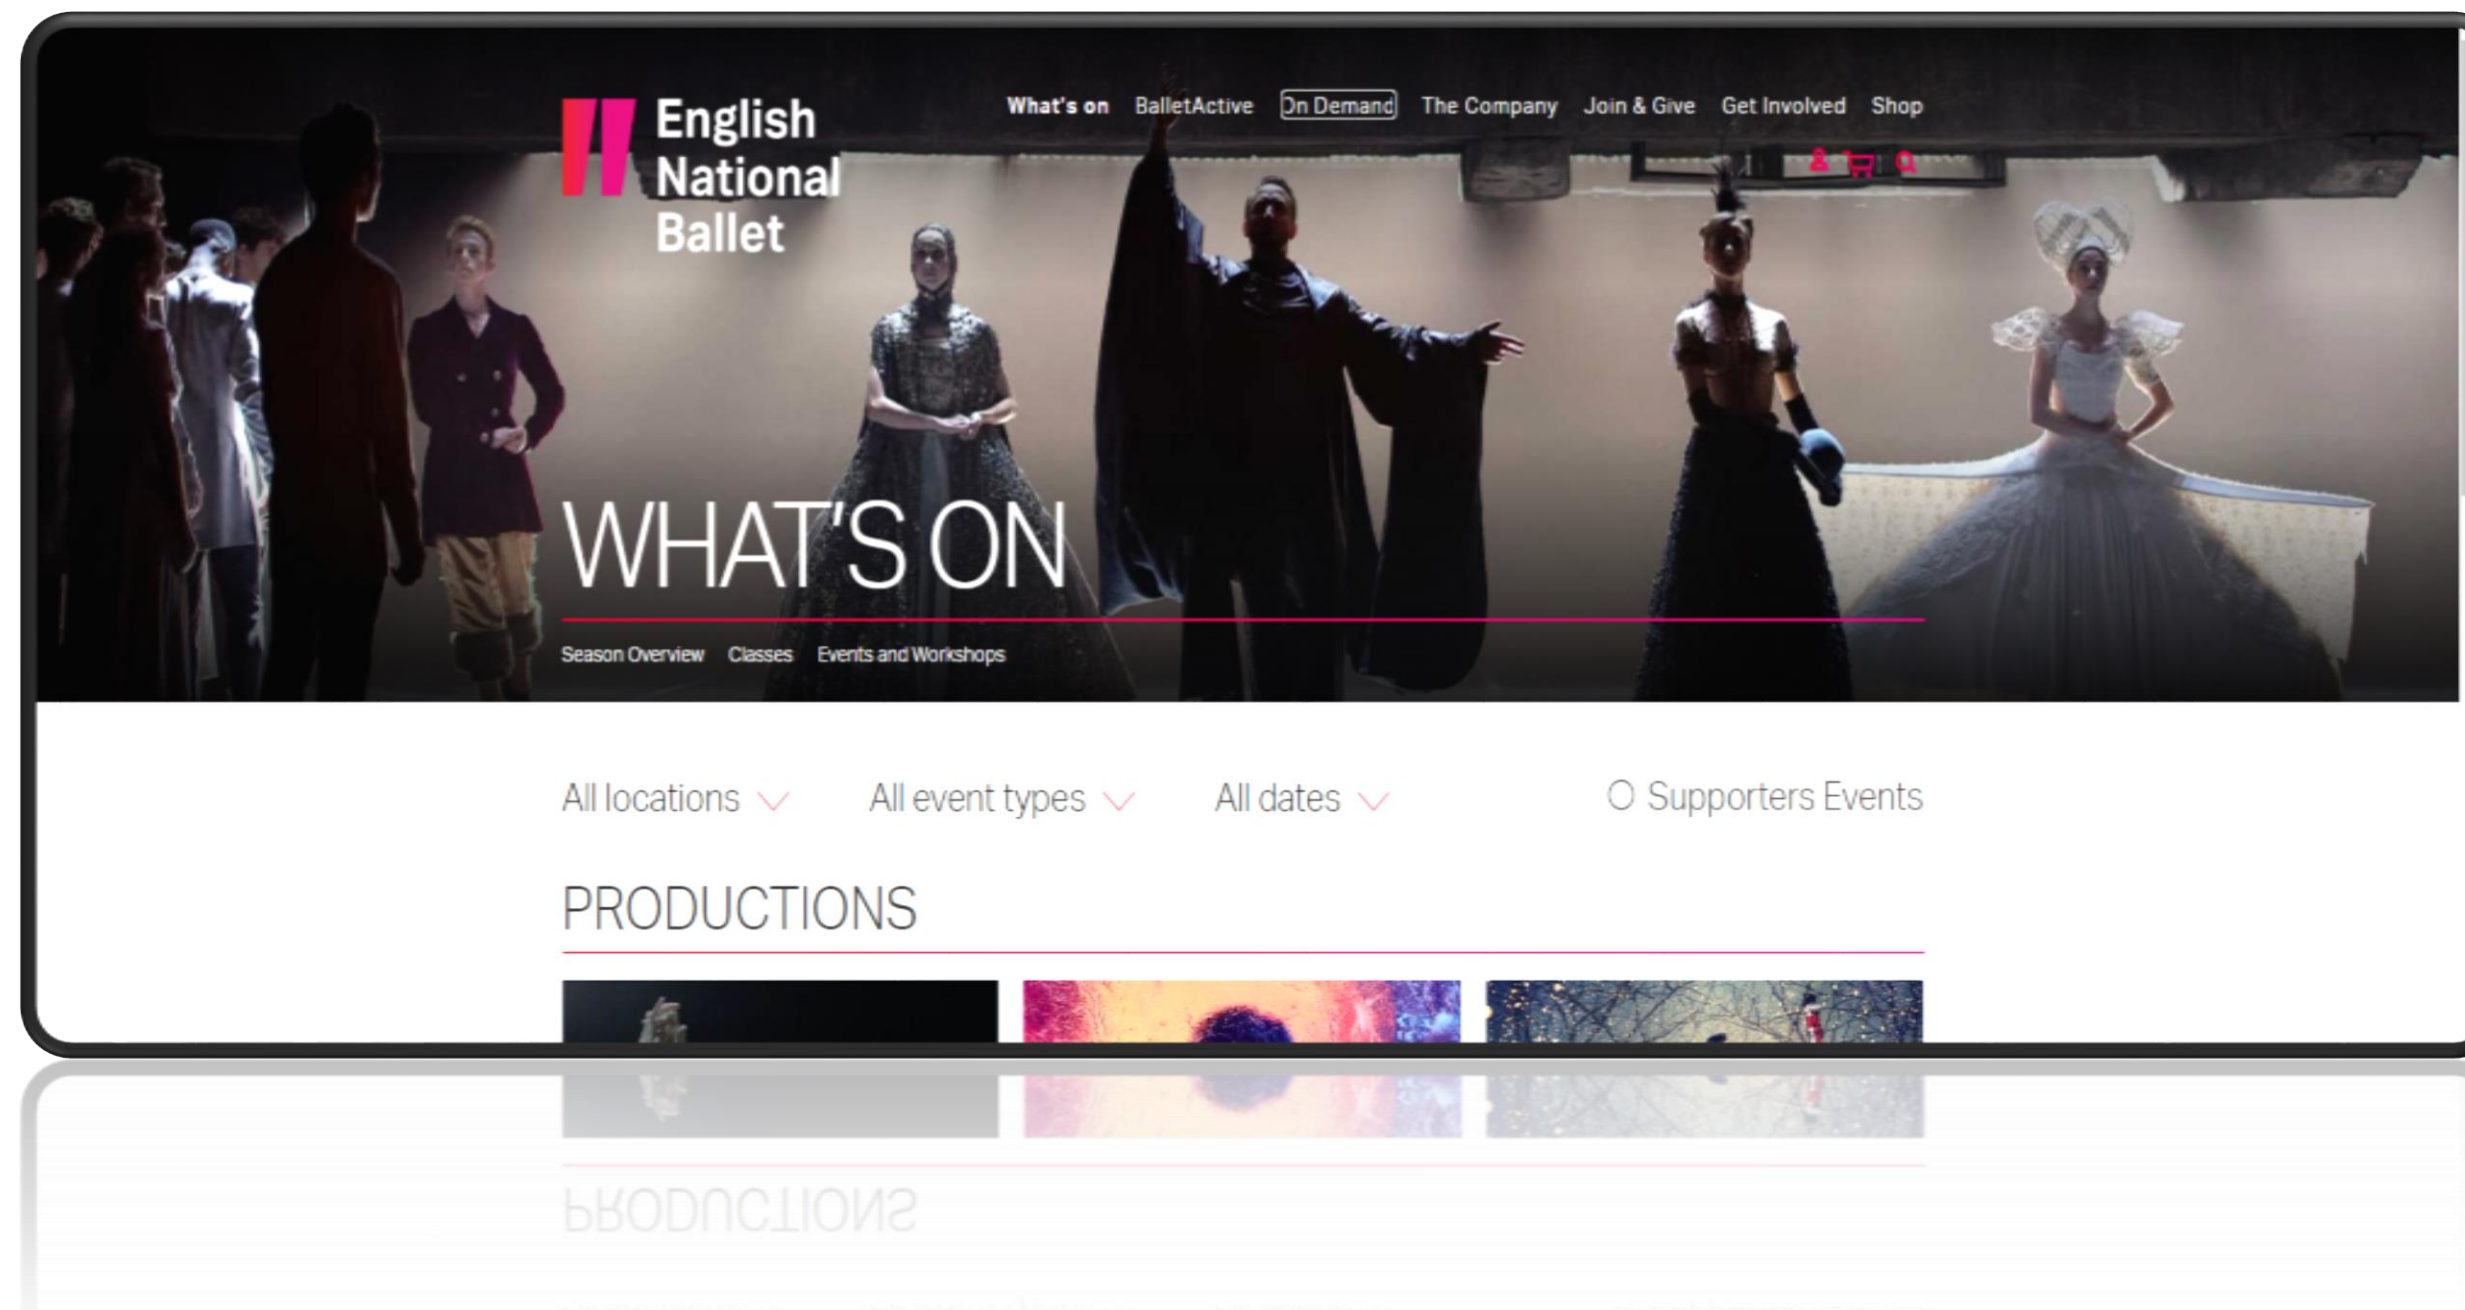 English
National
Ballet
What's on BalletActive On Demand The Company Join & Give Get Involved Shop
WHAT'S ON
Season Overview Classes Events and Workshops
All locations All event types All dates Supporters Events
PRODUCTIONS
PRODUCTIONS